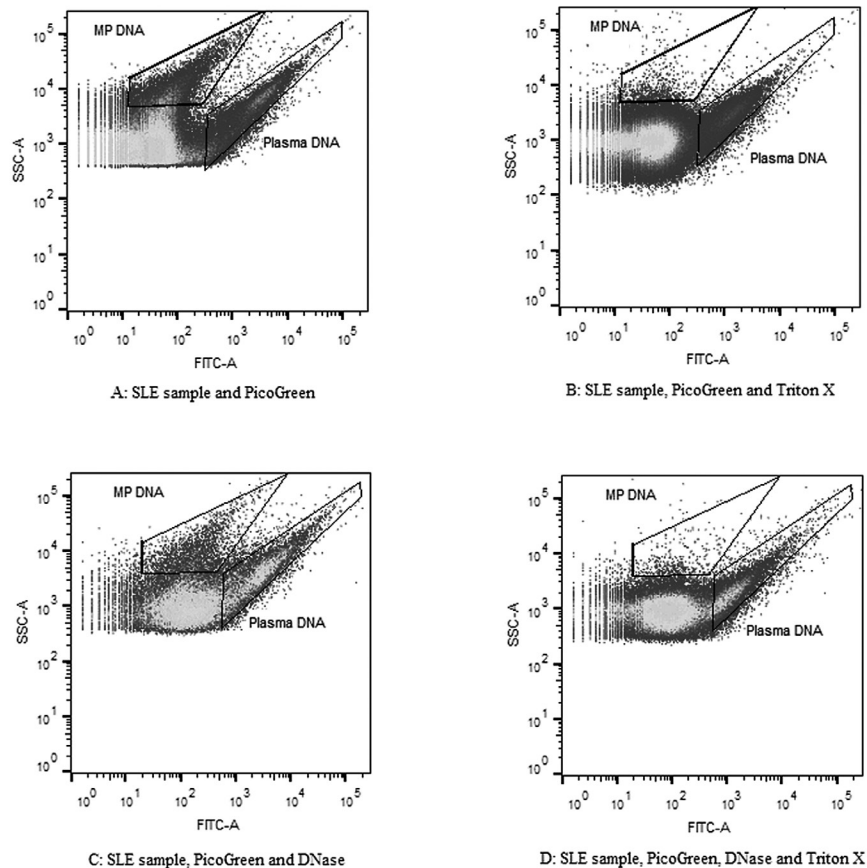 MP DNA
Plasma DNA
SSC-A
10^5
10^4
10^3
10^2
10^1
10^0
10^0 10^1 10^2 10^3 10^4 10^5
FITC-A
A: SLE sample and PicoGreen
MP DNA
Plasma DNA
SSC-A
10^5
10^4
10^3
10^2
10^1
10^0
10^0 10^1 10^2 10^3 10^4 10^5
FITC-A
B: SLE sample, PicoGreen and Triton X
MP DNA
Plasma DNA
SSC-A
10^5
10^4
10^3
10^2
10^1
10^0
10^0 10^1 10^2 10^3 10^4 10^5
FITC-A
C: SLE sample, PicoGreen and DNase
MP DNA
Plasma DNA
SSC-A
10^5
10^4
10^3
10^2
10^1
10^0
10^0 10^1 10^2 10^3 10^4 10^5
FITC-A
D: SLE sample, PicoGreen, DNase and Triton X